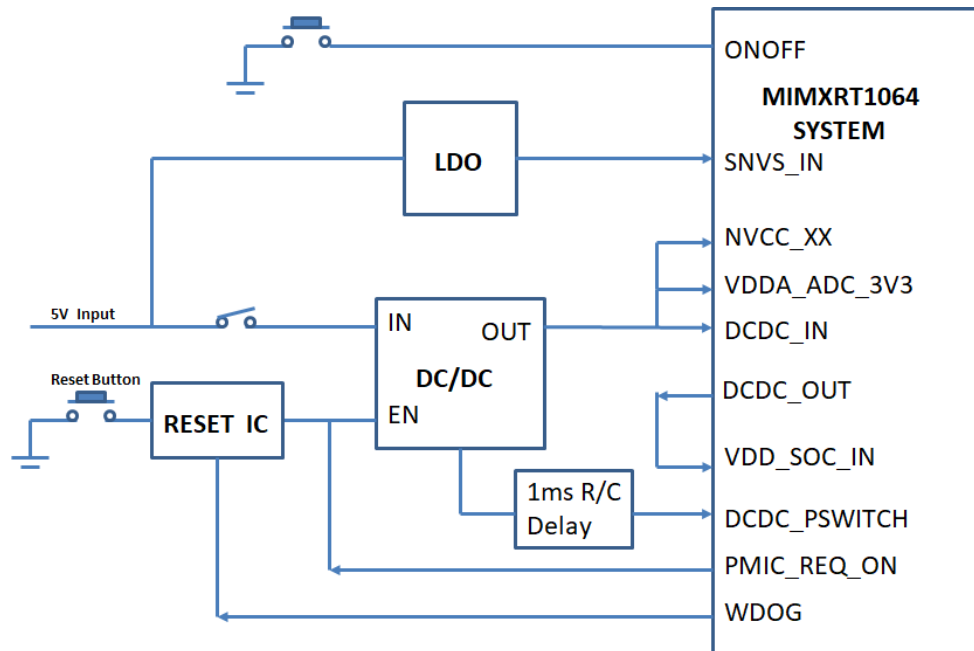 ONOFF
MIMXRT1064
SYSTEM
LDO
SNVS_IN
NVCC_XX
VDDA_ADC_3V3
5V Input
IN
OUT
DCDC_IN
DC/DC
Reset Button
DCDC_OUT
RESET IC
EN
VDD_SOC_IN
1ms R/C
Delay
DCDC_PSWITCH
PMIC_REQ_ON
WDOG